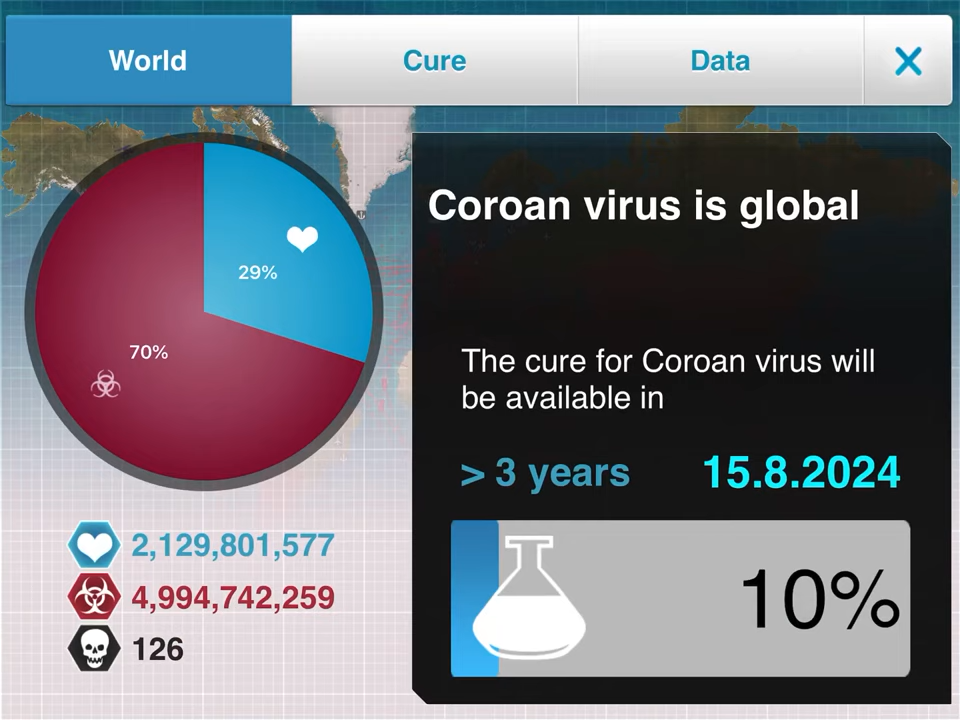 World
Cure
Data
29%
70%
2,129,801,577
4,994,742,259
126
Coroan virus is global
The cure for Coroan virus will
be available in
> 3 years 15.8.2024
10%